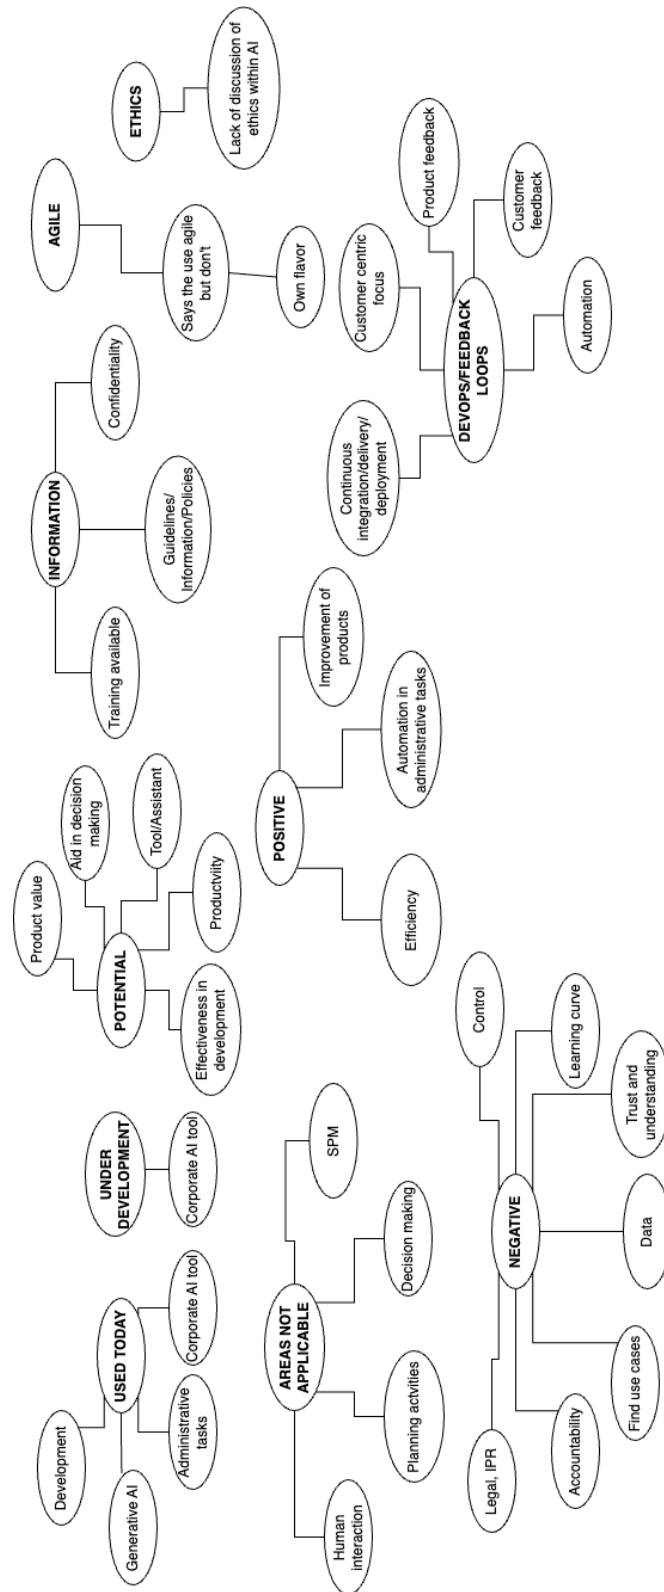 Development
Generative AI
USED TODAY
Administrative
tasks
Corporate AI tool
UNDER
DEVELOPMENT
Corporate AI tool
Product value
Aid in decision
making
POTENTIAL
Tool/Assistant
Effectiveness in
development
Productviity
Training available
INFORMATION
Guidelines/
Information/Policies
Confidentiality
AGILE
Says the use agile
but don't
Own flavor
ETHICS
Lack of discussion of
ethics within AI
AREAS NOT
APPLICABLE
Human
interaction
Planning actvities
Decision making
SPM
POSITIVE
Efficiency
Automation in
administrative tasks
Improvement of
products
Continuous
integration/delivery/
deployment
Customer centric
focus
Product feedback
DEVOPS/FEEDBACK
LOOPS
Customer
feedback
Automation
Legal, IPR
NEGATIVE
Control
Accountability
Find use cases
Data
Trust and
understanding
Learning curve